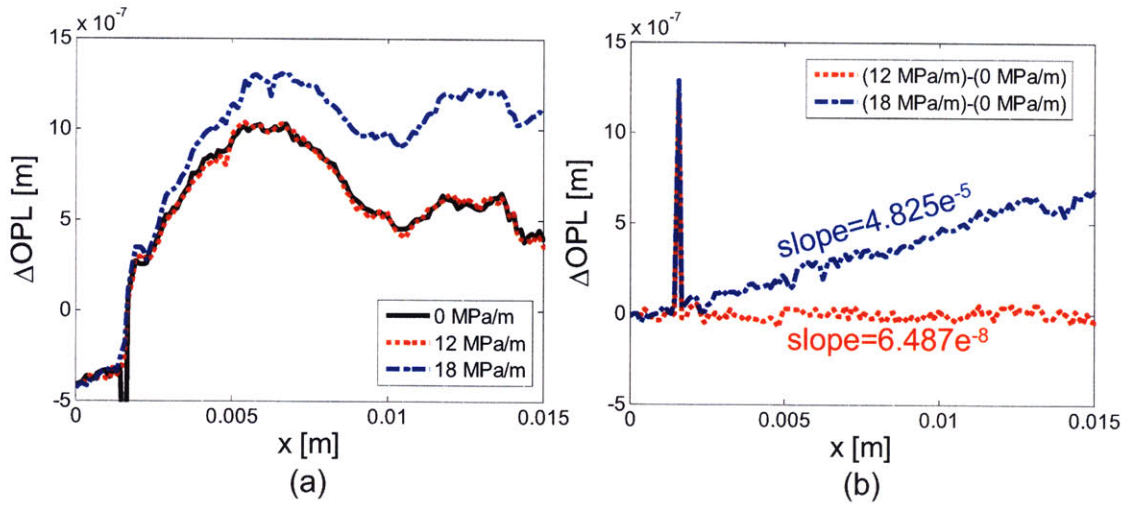 x 10-7
15
10
5
0
-5
ΔOPL [m]
0 MPa/m
12 MPa/m
18 MPa/m
0
0.005
0.01
0.015
x [m]
(a)
x 10-7
15
10
5
0
-5
ΔOPL [m]
(12 MPa/m)-(0 MPa/m)
(18 MPa/m)-(0 MPa/m)
slope=4.825e-5
slope=6.487e-8
0
0.005
0.01
0.015
x [m]
(b)